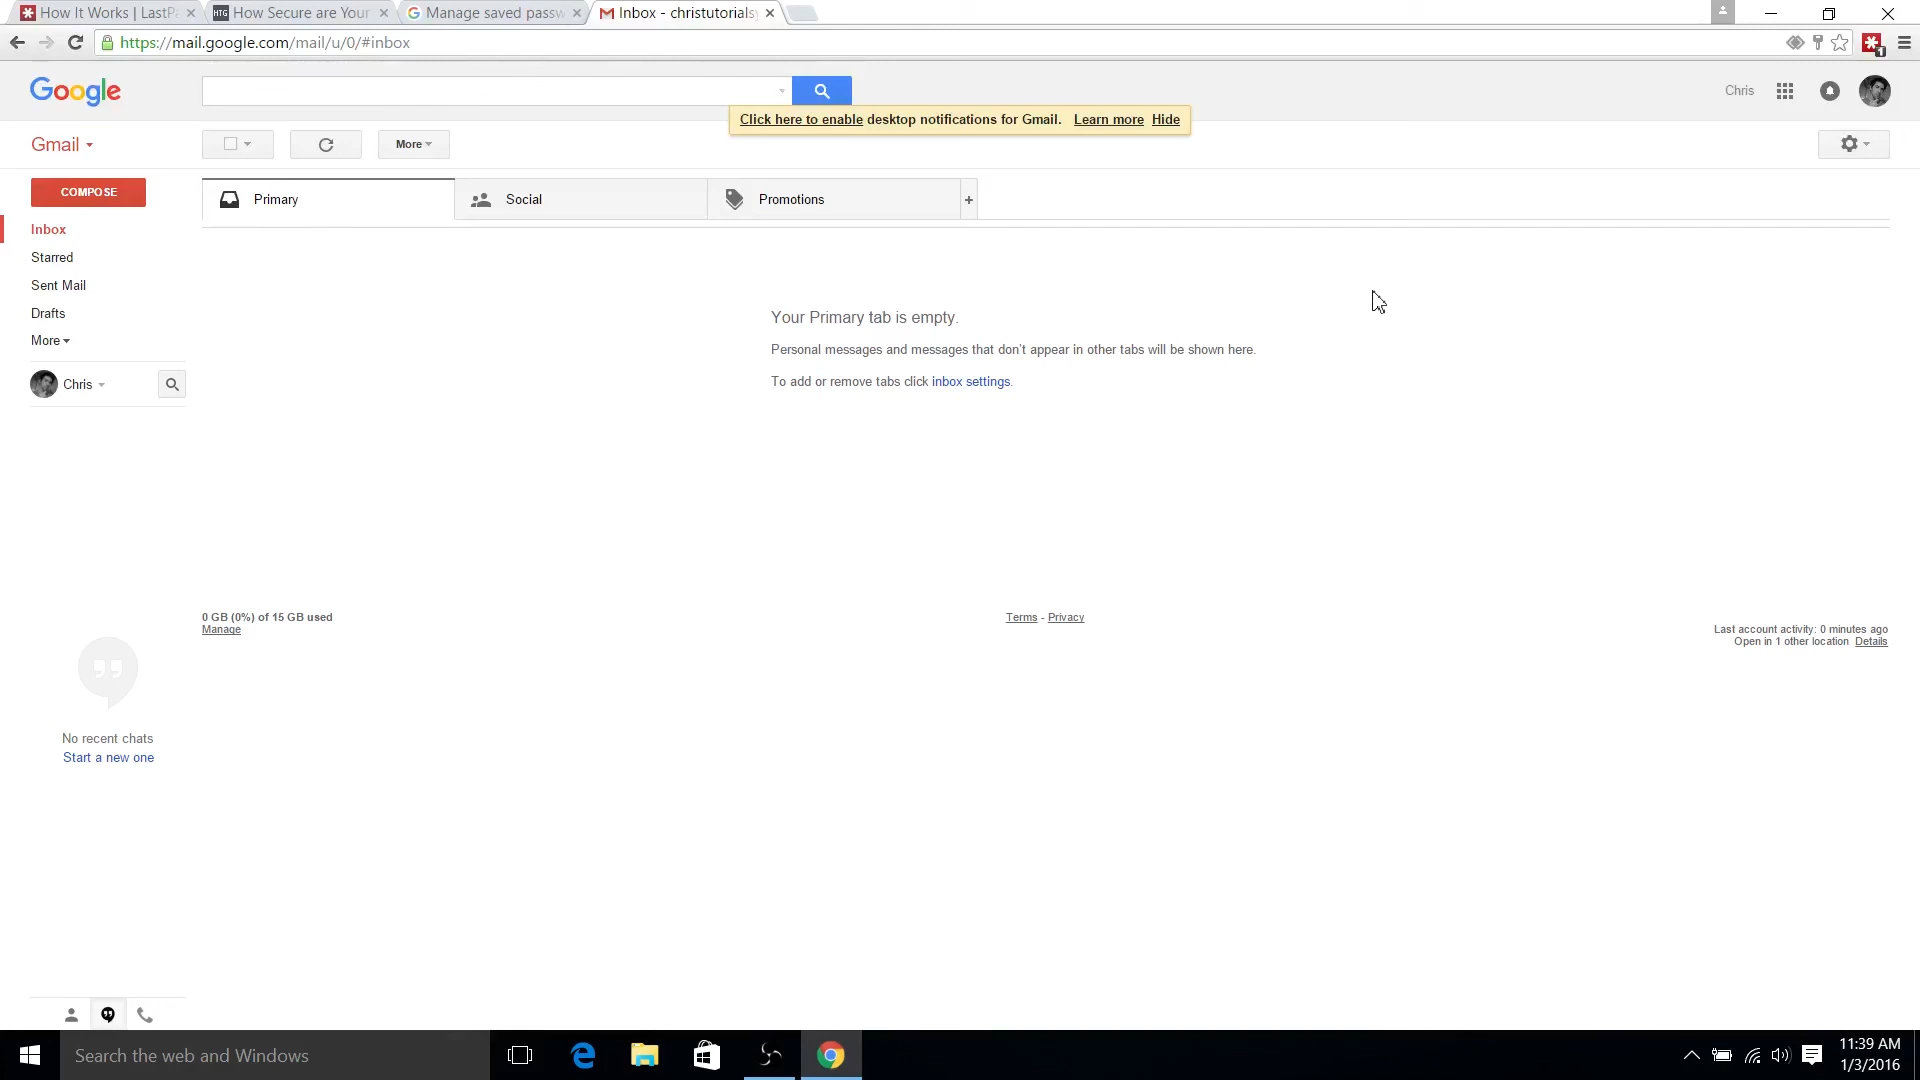 How It Works | LastPa
How Secure are Your
Manage saved passw
Inbox - christutorials
https://mail.google.com/mail/u/0/#inbox
1
Google
Chris
Click here to enable desktop notifications for Gmail. Learn more Hide
Gmail
More
COMPOSE
Primary
Social
Promotions
+
Inbox
Starred
Sent Mail
Drafts
More
Chris
Your Primary tab is empty.
Personal messages and messages that don't appear in other tabs will be shown here.
To add or remove tabs click inbox settings.
0 GB (0%) of 15 GB used
Manage
Terms - Privacy
Last account activity: 0 minutes ago
Open in 1 other location Details
No recent chats
Start a new one
Search the web and Windows
11:39 AM
1/3/2016